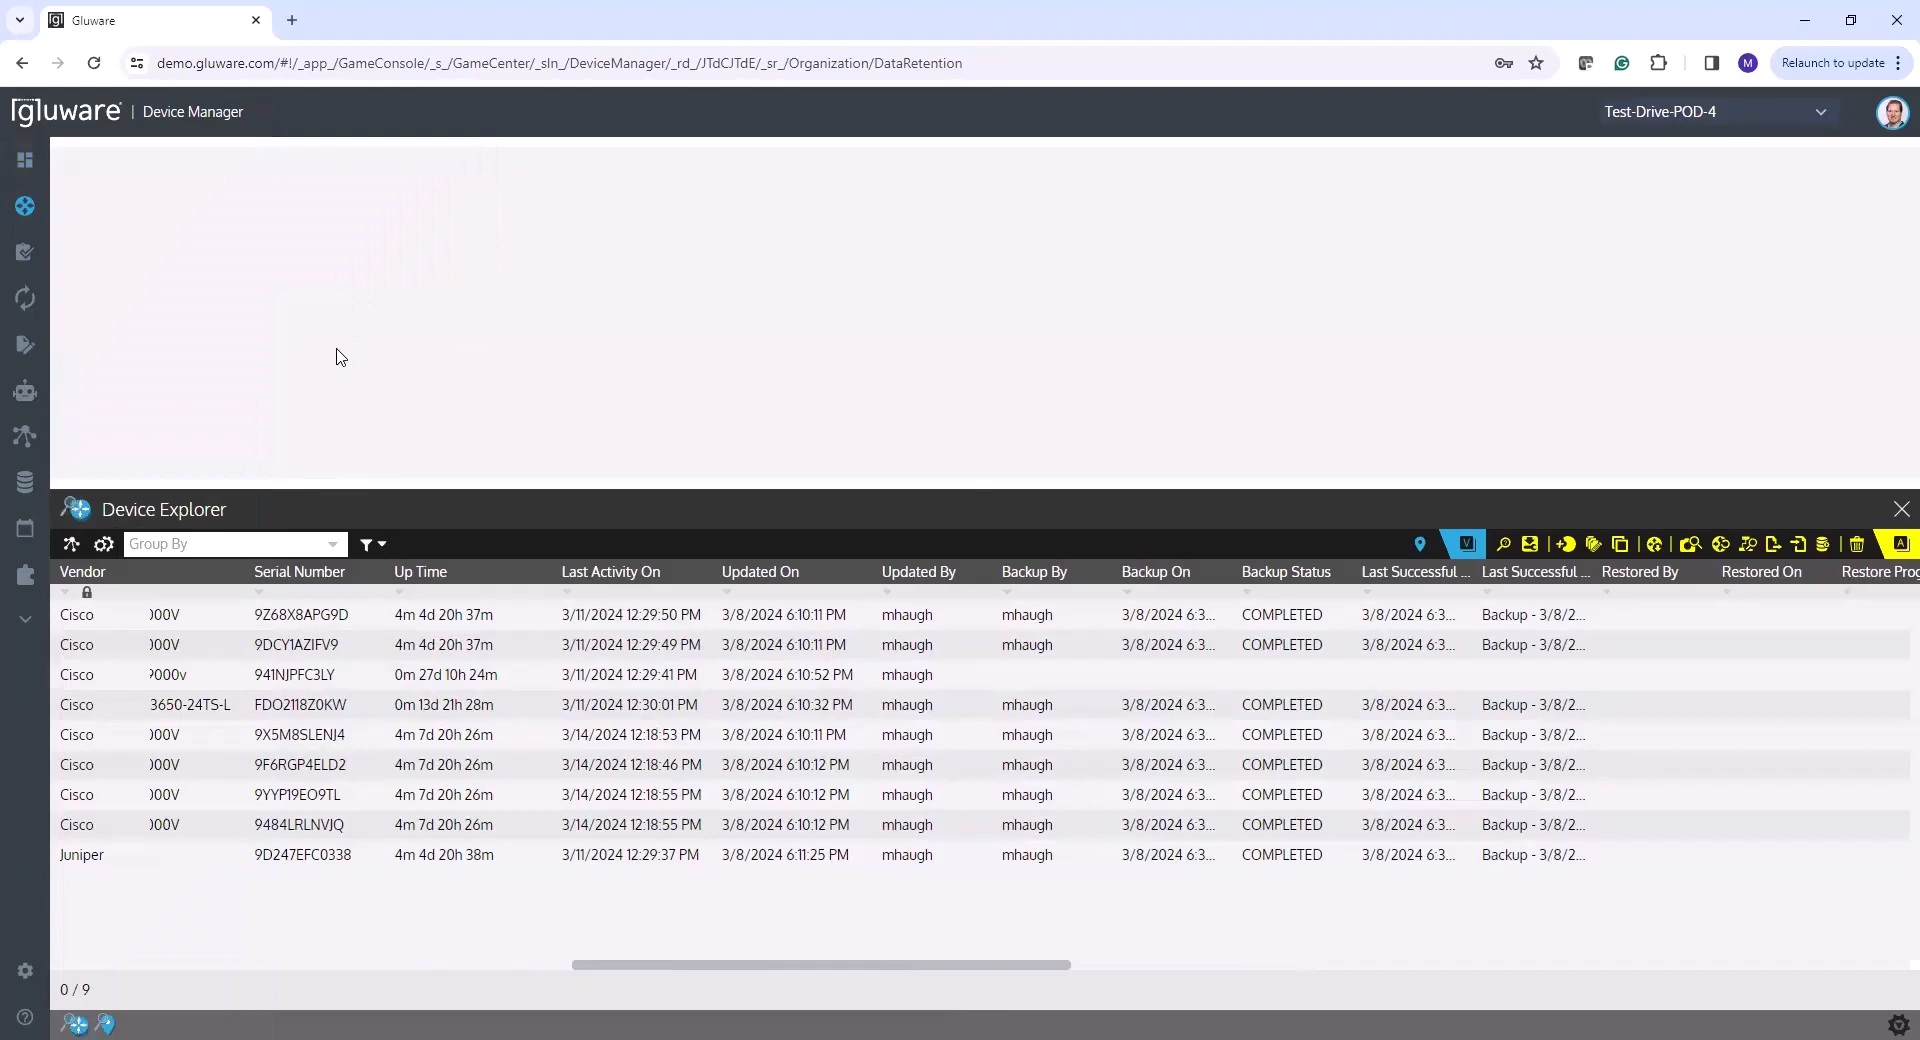 Gluware
demo.gluware.com/#!/_app_/GameConsole/_s_/GameCenter/_sln_/DeviceManager/_rd_/JTdCJTdE/_sr_/Organization/DataRetention
M
Relaunch to update
gluware | Device Manager
Test-Drive-POD-4
Device Explorer
Group By
V
A
Vendor Serial Number Up Time Last Activity On Updated On Updated By Backup By Backup On Backup Status Last Successful ... Last Successful ... Restored By Restored On Restore Prog
Cisco 000V 9Z68X8APG9D 4m 4d 20h 37m 3/11/2024 12:29:50 PM 3/8/2024 6:10:11 PM mhaugh mhaugh 3/8/2024 6:3... COMPLETED 3/8/2024 6:3... Backup - 3/8/2...
Cisco 000V 9DCY1AZIFV9 4m 4d 20h 37m 3/11/2024 12:29:49 PM 3/8/2024 6:10:11 PM mhaugh mhaugh 3/8/2024 6:3... COMPLETED 3/8/2024 6:3... Backup - 3/8/2...
Cisco 9000v 941NJPFC3LY 0m 27d 10h 24m 3/11/2024 12:29:41 PM 3/8/2024 6:10:52 PM mhaugh
Cisco 3650-24TS-L FDO2118Z0KW 0m 13d 21h 28m 3/11/2024 12:30:01 PM 3/8/2024 6:10:32 PM mhaugh mhaugh 3/8/2024 6:3... COMPLETED 3/8/2024 6:3... Backup - 3/8/2...
Cisco 000V 9X5M8SLENJ4 4m 7d 20h 26m 3/14/2024 12:18:53 PM 3/8/2024 6:10:11 PM mhaugh mhaugh 3/8/2024 6:3... COMPLETED 3/8/2024 6:3... Backup - 3/8/2...
Cisco 000V 9F6RGP4ELD2 4m 7d 20h 26m 3/14/2024 12:18:46 PM 3/8/2024 6:10:12 PM mhaugh mhaugh 3/8/2024 6:3... COMPLETED 3/8/2024 6:3... Backup - 3/8/2...
Cisco 000V 9YYP19EO9TL 4m 7d 20h 26m 3/14/2024 12:18:55 PM 3/8/2024 6:10:12 PM mhaugh mhaugh 3/8/2024 6:3... COMPLETED 3/8/2024 6:3... Backup - 3/8/2...
Cisco 000V 9484LRLNVJQ 4m 7d 20h 26m 3/14/2024 12:18:55 PM 3/8/2024 6:10:12 PM mhaugh mhaugh 3/8/2024 6:3... COMPLETED 3/8/2024 6:3... Backup - 3/8/2...
Juniper 9D247EFC0338 4m 4d 20h 38m 3/11/2024 12:29:37 PM 3/8/2024 6:11:25 PM mhaugh mhaugh 3/8/2024 6:3... COMPLETED 3/8/2024 6:3... Backup - 3/8/2...
0 / 9